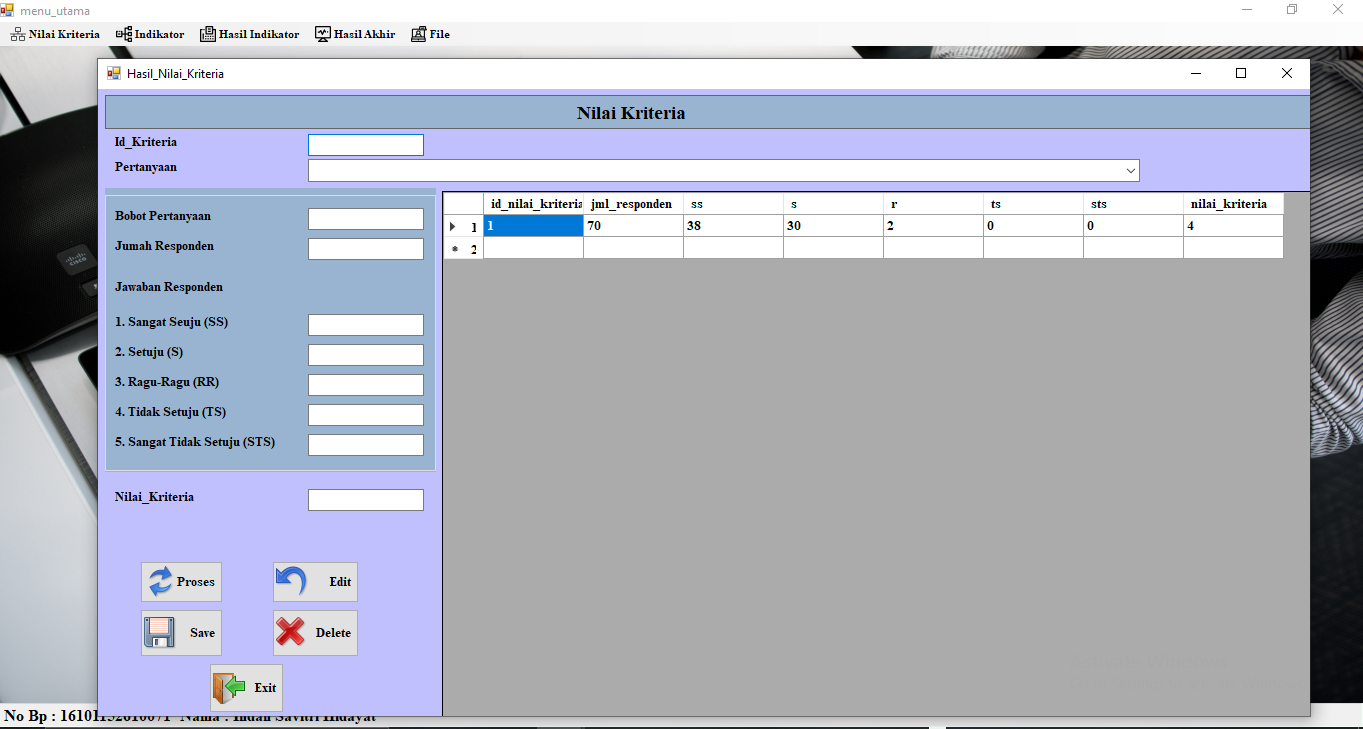 menu_utama
Nilai Kriteria Indikator Hasil Indikator Hasil Akhir File
Hasil_Nilai_Kriteria
Nilai Kriteria
Id_Kriteria
Pertanyaan
Bobot Pertanyaan
Jumah Responden
Jawaban Responden
1. Sangat Seuju (SS)
2. Setuju (S)
3. Ragu-Ragu (RR)
4. Tidak Setuju (TS)
5. Sangat Tidak Setuju (STS)
Nilai_Kriteria
Proses Edit
Save Delete
Exit
id_nilai_kriteria jml_responden ss s r ts sts nilai_kriteria
1 1 70 38 30 2 0 0 4
2
CISCO
No Bp : Nama : Indah Savitri Hidayat